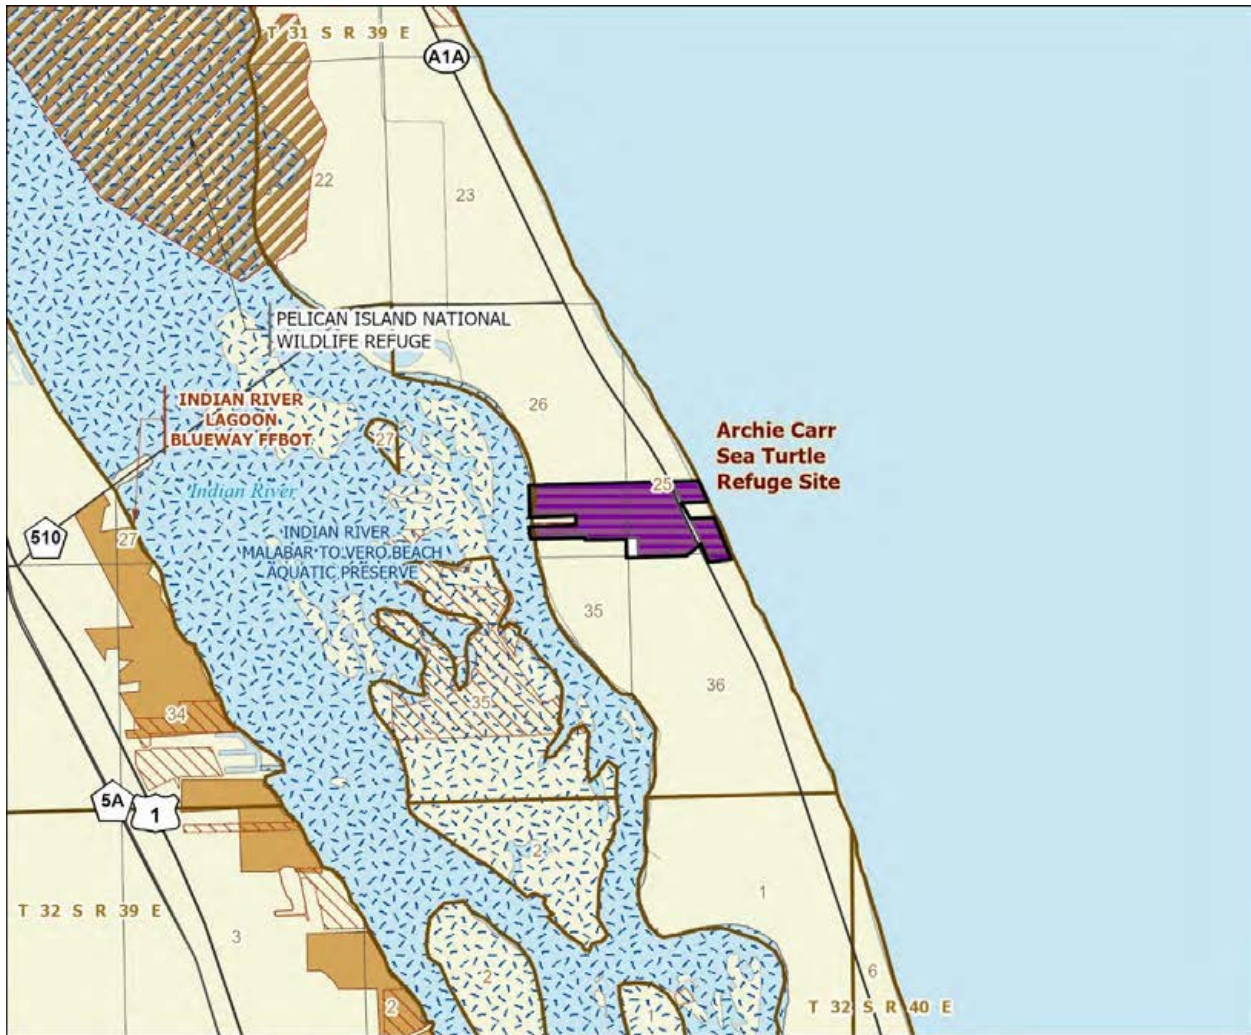 T 31 S R 39 E
A1A
22
23
PELICAN ISLAND NATIONAL
WILDLIFE REFUGE
INDIAN RIVER
LAGOON
BLUEWAY FFBOT
27
26
Archie Carr
Sea Turtle
Refuge Site
25
Indian River
510
27
INDIAN RIVER
MALABAR TO VERO BEACH
AQUATIC PRESERVE
35
36
35
34
5A
1
2
1
T 32 S R 39 E
3
2
6
2
1
T 32 S R 40 E